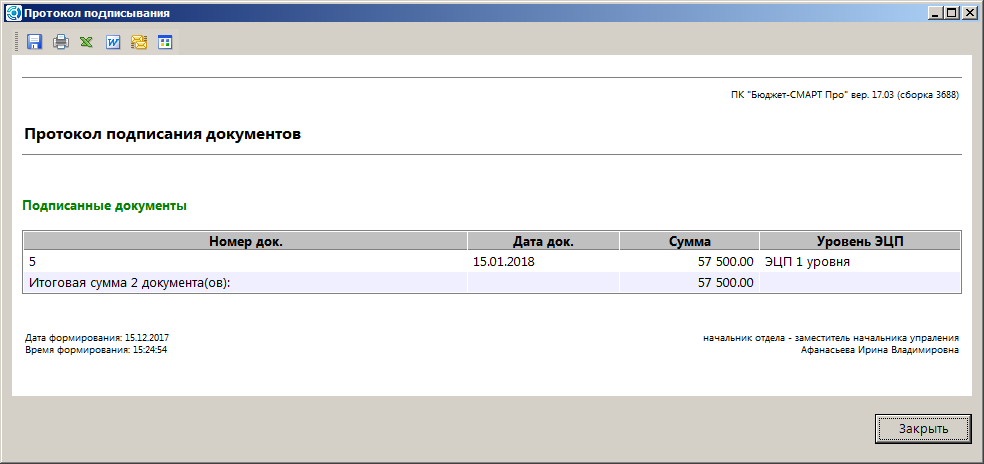 Протокол подписывания
ПК "Бюджет-СМАРТ Про" вер. 17.03 (сборка 3688)
Протокол подписания документов
Подписанные документы
Номер док. Дата док. Сумма Уровень ЭЦП
5 15.01.2018 57 500.00 ЭЦП 1 уровня
Итоговая сумма 2 документа(ов): 57 500.00
Дата формирования: 15.12.2017 начальник отдела - заместитель начальника упраления
Время формирования: 15:24:54 Афанасьева Ирина Владимировна
Закрыть